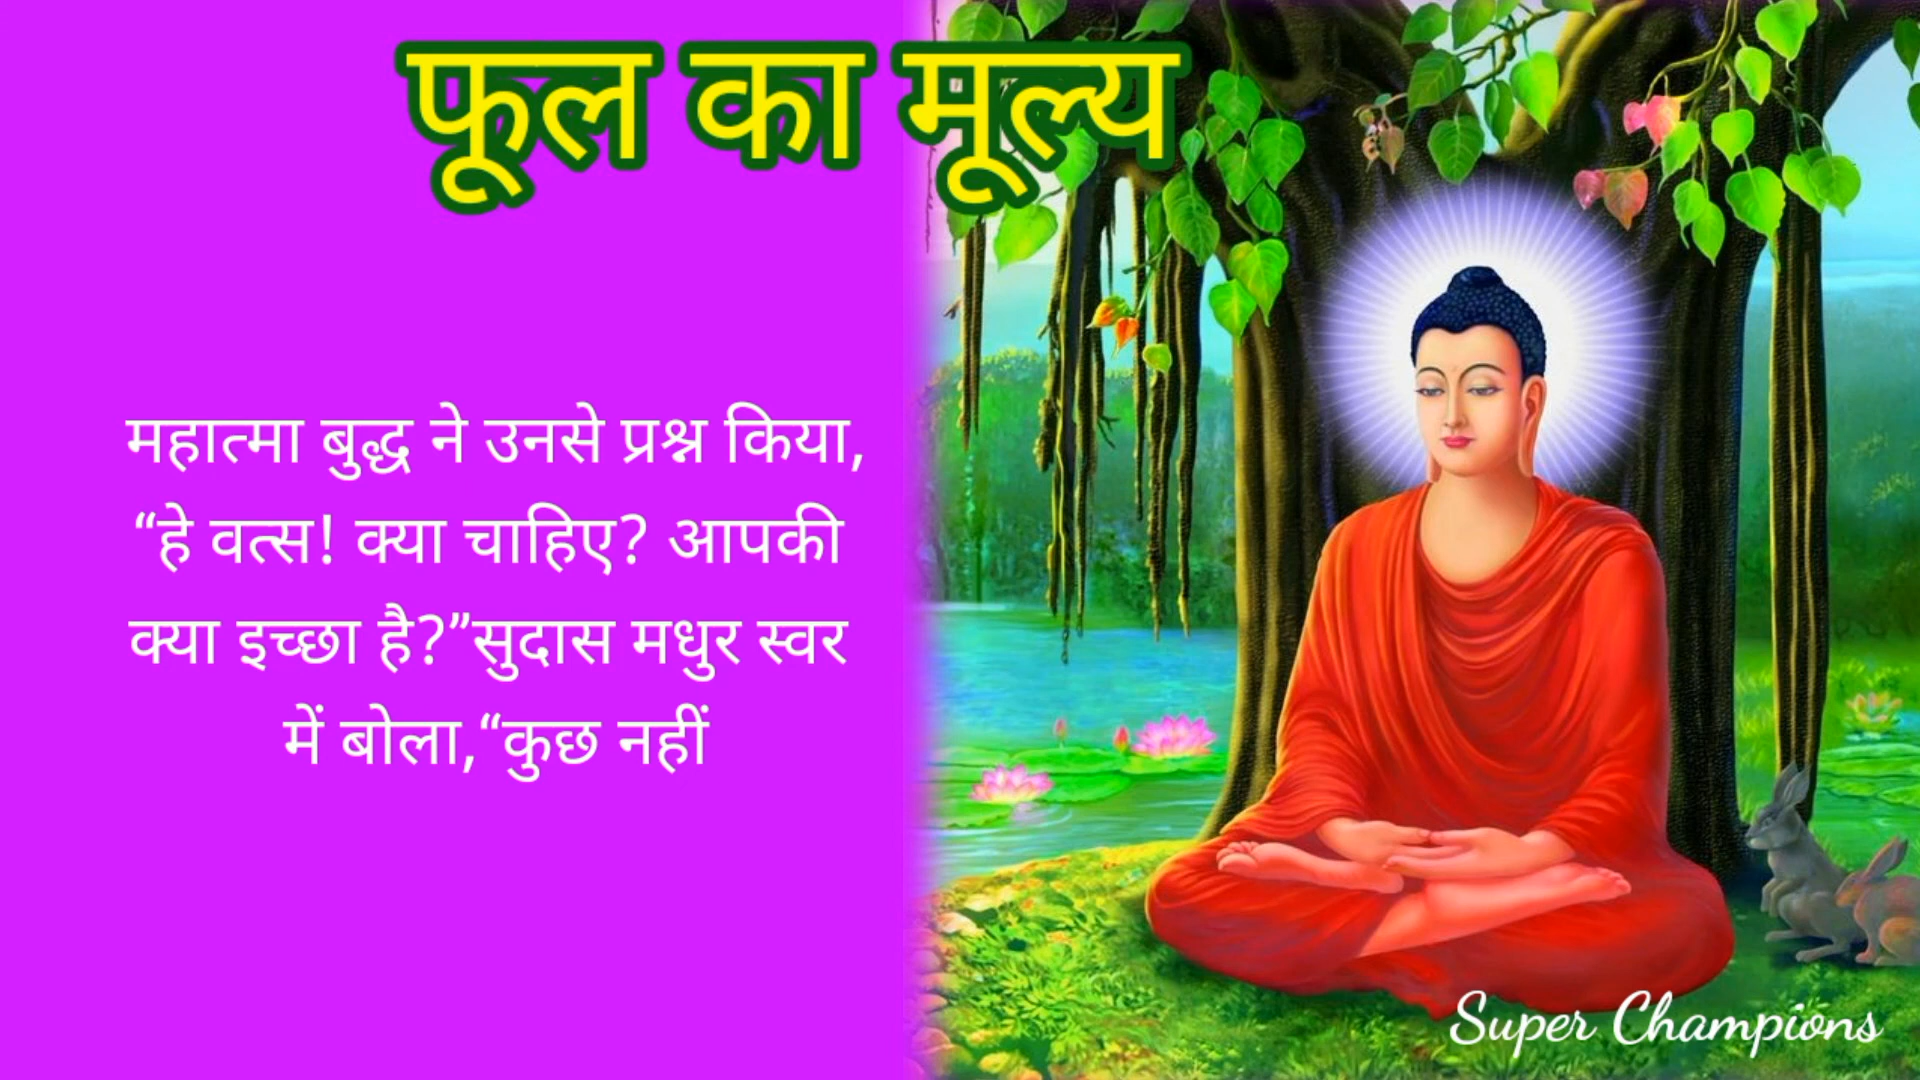 फूल का मूल्य
महात्मा बुद्ध ने उनसे प्रश्न किया,
“हे वत्स! क्या चाहिए? आपकी
क्या इच्छा है?”सुदास मधुर स्वर
में बोला,“कुछ नहीं
Super Champions